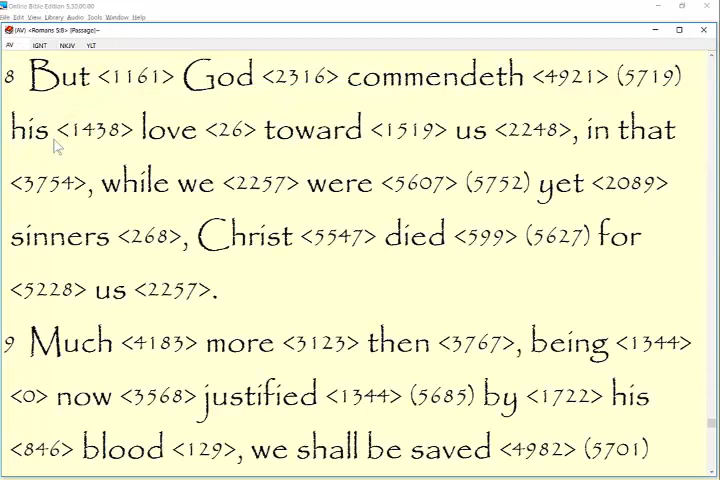 Online Bible Edition 5.30.00.00
File Edit View Library Audio Tools Window Help
(AV) <Romans 5:8> (Passage)~
AV IGNT NKJV YLT
8 But <1161> God <2316> commendeth <4921> (5719)
his <1438> love <26> toward <1519> us <2248>, in that
<3754>, while we <2257> were <5607> (5752) yet <2089>
sinners <268>, Christ <5547> died <599> (5627) for
<5228> us <2257>.
9 Much <4183> more <3123> then <3767>, being <1344>
<0> now <3568> justified <1344> (5685) by <1722> his
<846> blood <129>, we shall be saved <4982> (5701)